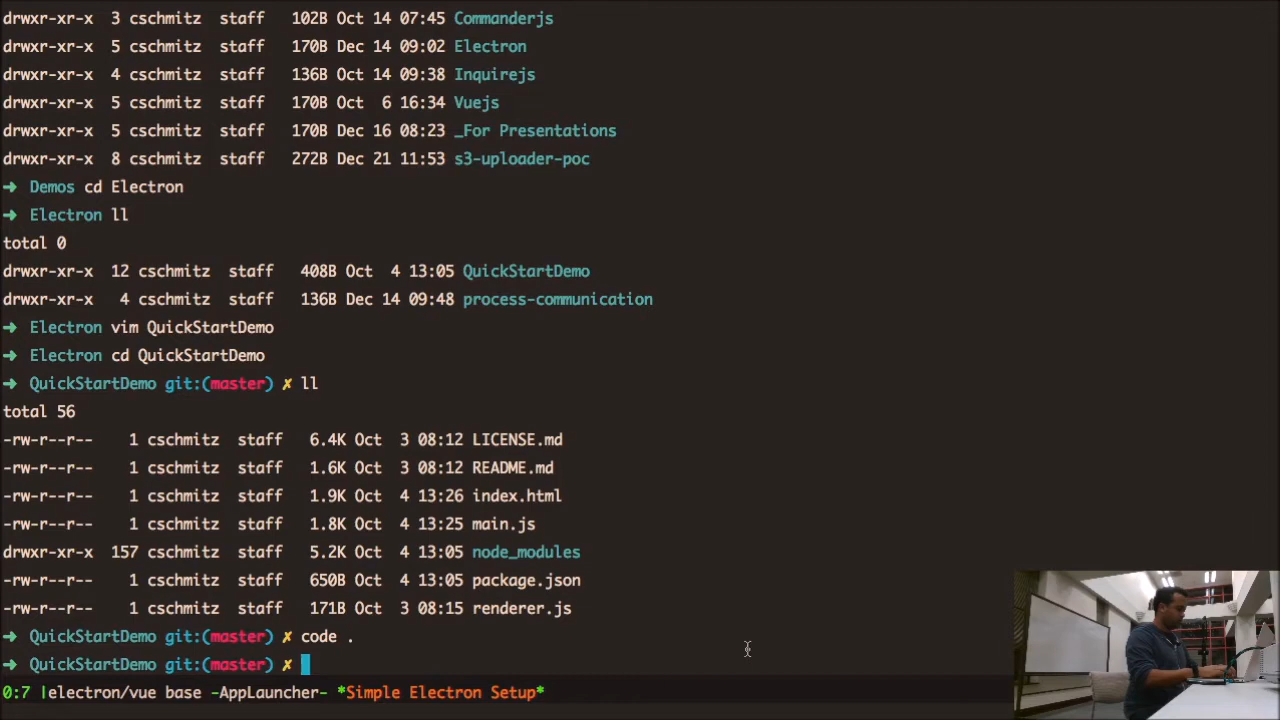 drwxr-xr-x 3 cschmitz staff 102B Oct 14 07:45 Commanderjs
drwxr-xr-x 5 cschmitz staff 170B Dec 14 09:02 Electron
drwxr-xr-x 4 cschmitz staff 136B Oct 14 09:38 Inquirejs
drwxr-xr-x 5 cschmitz staff 170B Oct 6 16:34 Vuejs
drwxr-xr-x 5 cschmitz staff 170B Dec 16 08:23 _For Presentations
drwxr-xr-x 8 cschmitz staff 272B Dec 21 11:53 s3-uploader-poc
➜ Demos cd Electron
➜ Electron ll
total 0
drwxr-xr-x 12 cschmitz staff 408B Oct 4 13:05 QuickStartDemo
drwxr-xr-x 4 cschmitz staff 136B Dec 14 09:48 process-communication
➜ Electron vim QuickStartDemo
➜ Electron cd QuickStartDemo
➜ QuickStartDemo git:(master) ✗ ll
total 56
-rw-r--r-- 1 cschmitz staff 6.4K Oct 3 08:12 LICENSE.md
-rw-r--r-- 1 cschmitz staff 1.6K Oct 3 08:12 README.md
-rw-r--r-- 1 cschmitz staff 1.9K Oct 4 13:26 index.html
-rw-r--r-- 1 cschmitz staff 1.8K Oct 4 13:25 main.js
drwxr-xr-x 157 cschmitz staff 5.2K Oct 4 13:05 node_modules
-rw-r--r-- 1 cschmitz staff 650B Oct 4 13:05 package.json
-rw-r--r-- 1 cschmitz staff 171B Oct 3 08:15 renderer.js
➜ QuickStartDemo git:(master) ✗ code .
➜ QuickStartDemo git:(master) ✗
0:7 |electron/vue base -AppLauncher- *Simple Electron Setup*